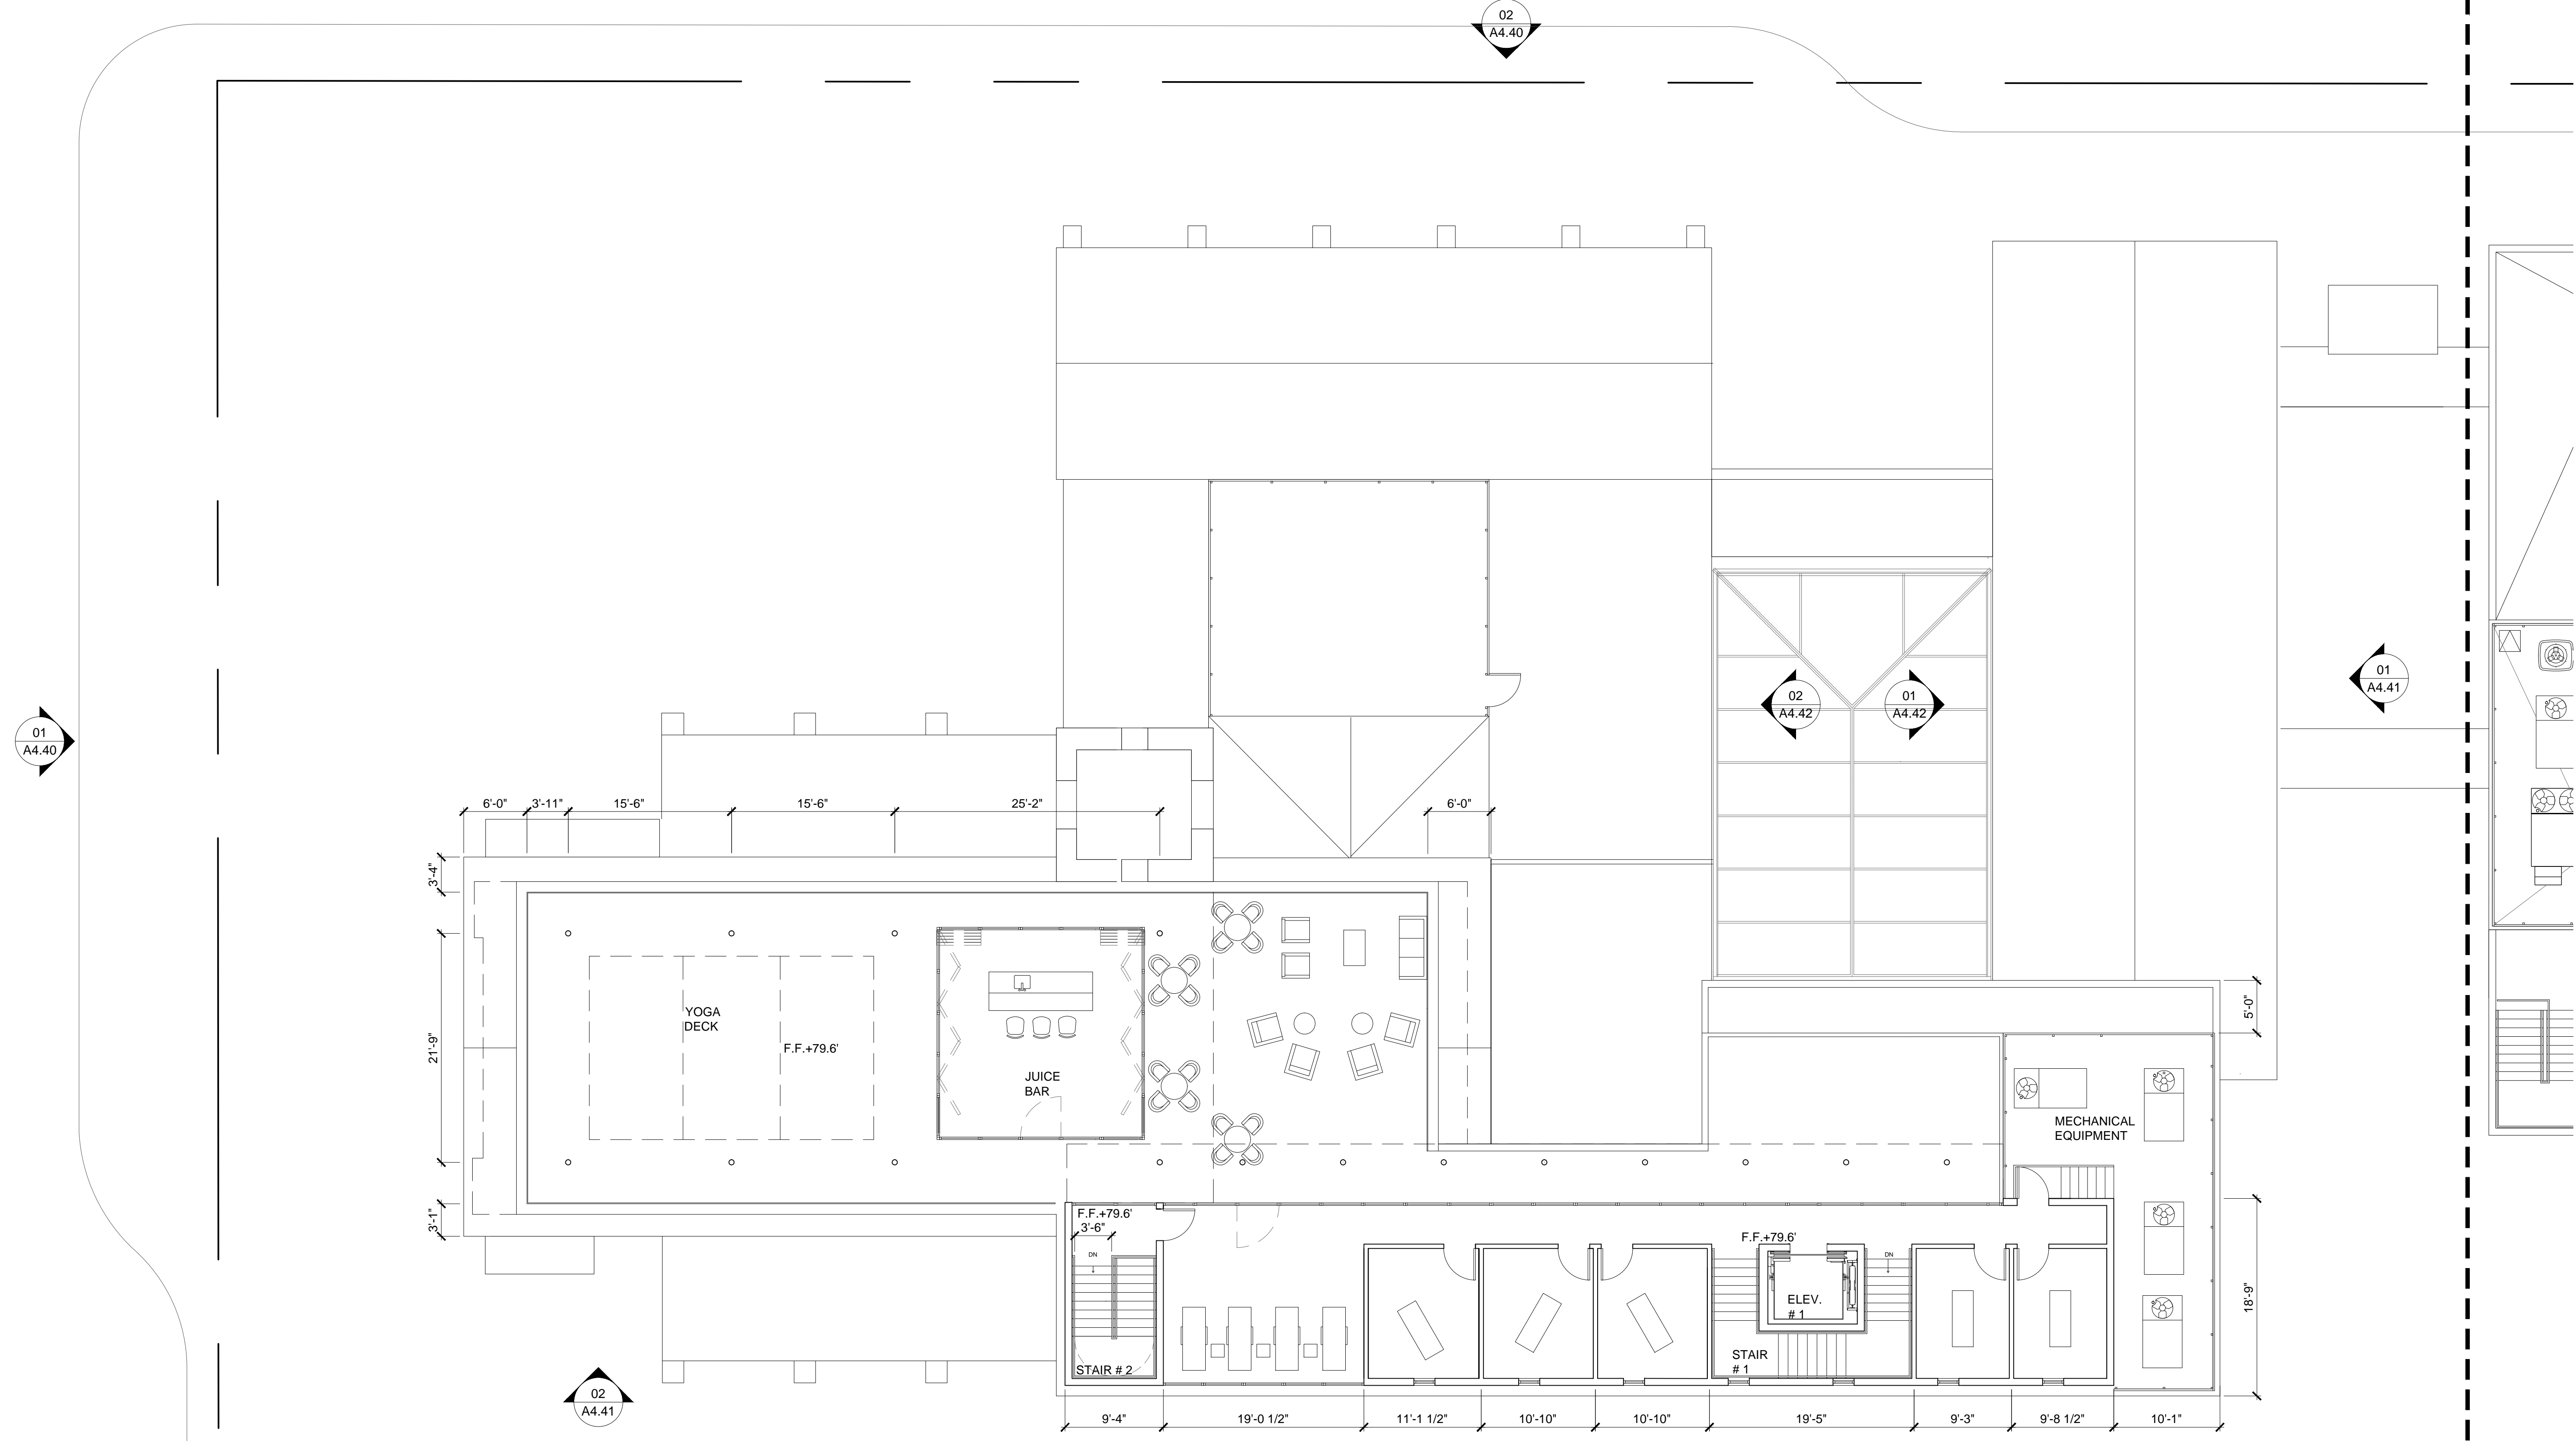 02
A4.40
01
A4.41
02
A4.42
01
A4.42
01
A4.40
6'-0"
3'-11"
15'-6"
15'-6"
25'-2"
6'-0"
3'-4"
21'-9"
3'-1"
5'-0"
18'-9"
YOGA
DECK
F.F.+79.6'
JUICE
BAR
MECHANICAL
EQUIPMENT
F.F.+79.6'
3'-6"
DN
STAIR # 2
F.F.+79.6'
DN
ELEV.
# 1
STAIR
# 1
02
A4.41
9'-4"
19'-0 1/2"
11'-1 1/2"
10'-10"
10'-10"
19'-5"
9'-3"
9'-8 1/2"
10'-1"